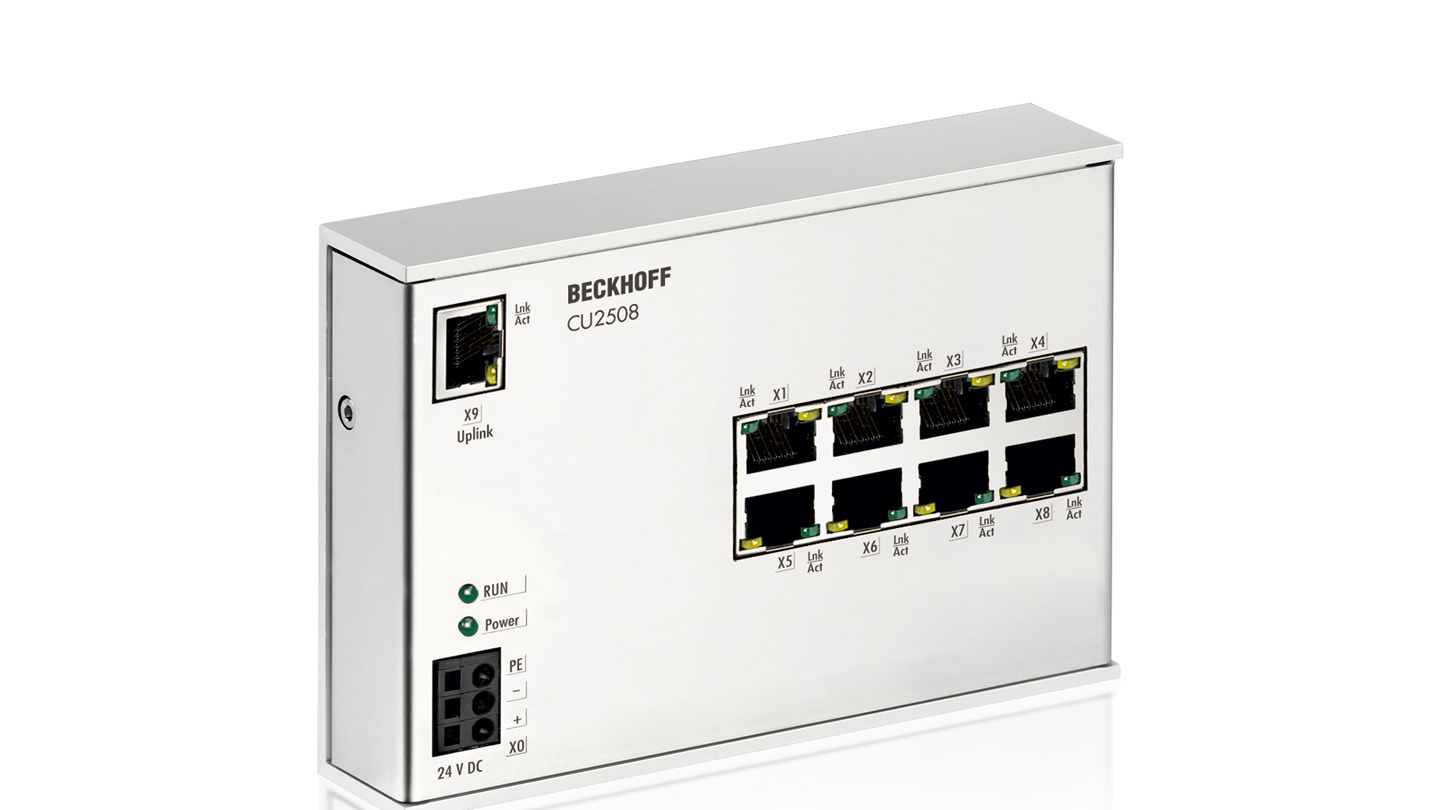 BECKHOFF
CU2508
Lnk
Act
X9
Uplink
Lnk
Act
X1
Lnk
Act
X2
Lnk
Act
X3
Lnk
Act
X4
X5
Lnk
Act
X6
Lnk
Act
X7
Lnk
Act
X8
Lnk
Act
RUN
Power
PE
–
+
X0
24 V DC